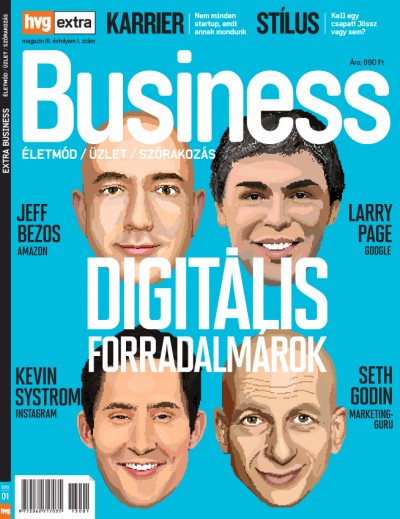 hvg extra
magazin III. évfolyam I. szám
KARRIER
Nem minden
startup, amit
annak mondunk
STÍLUS
Kell egy
csapat! Jössz
vagy sem?
Ára: 890 Ft
Business
ÉLETMÓD / ÜZLET / SZÓRAKOZÁS
JEFF
BEZOS
AMAZON
LARRY
PAGE
GOOGLE
DIGITÁLIS
FORRADALMÁROK
KEVIN
SYSTROM
INSTAGRAM
SETH
GODIN
MARKETING-
GURU
EXTRA BUSINESS ÉLETMÓD · ÜZLET · SZÓRAKOZÁS
01
hvg